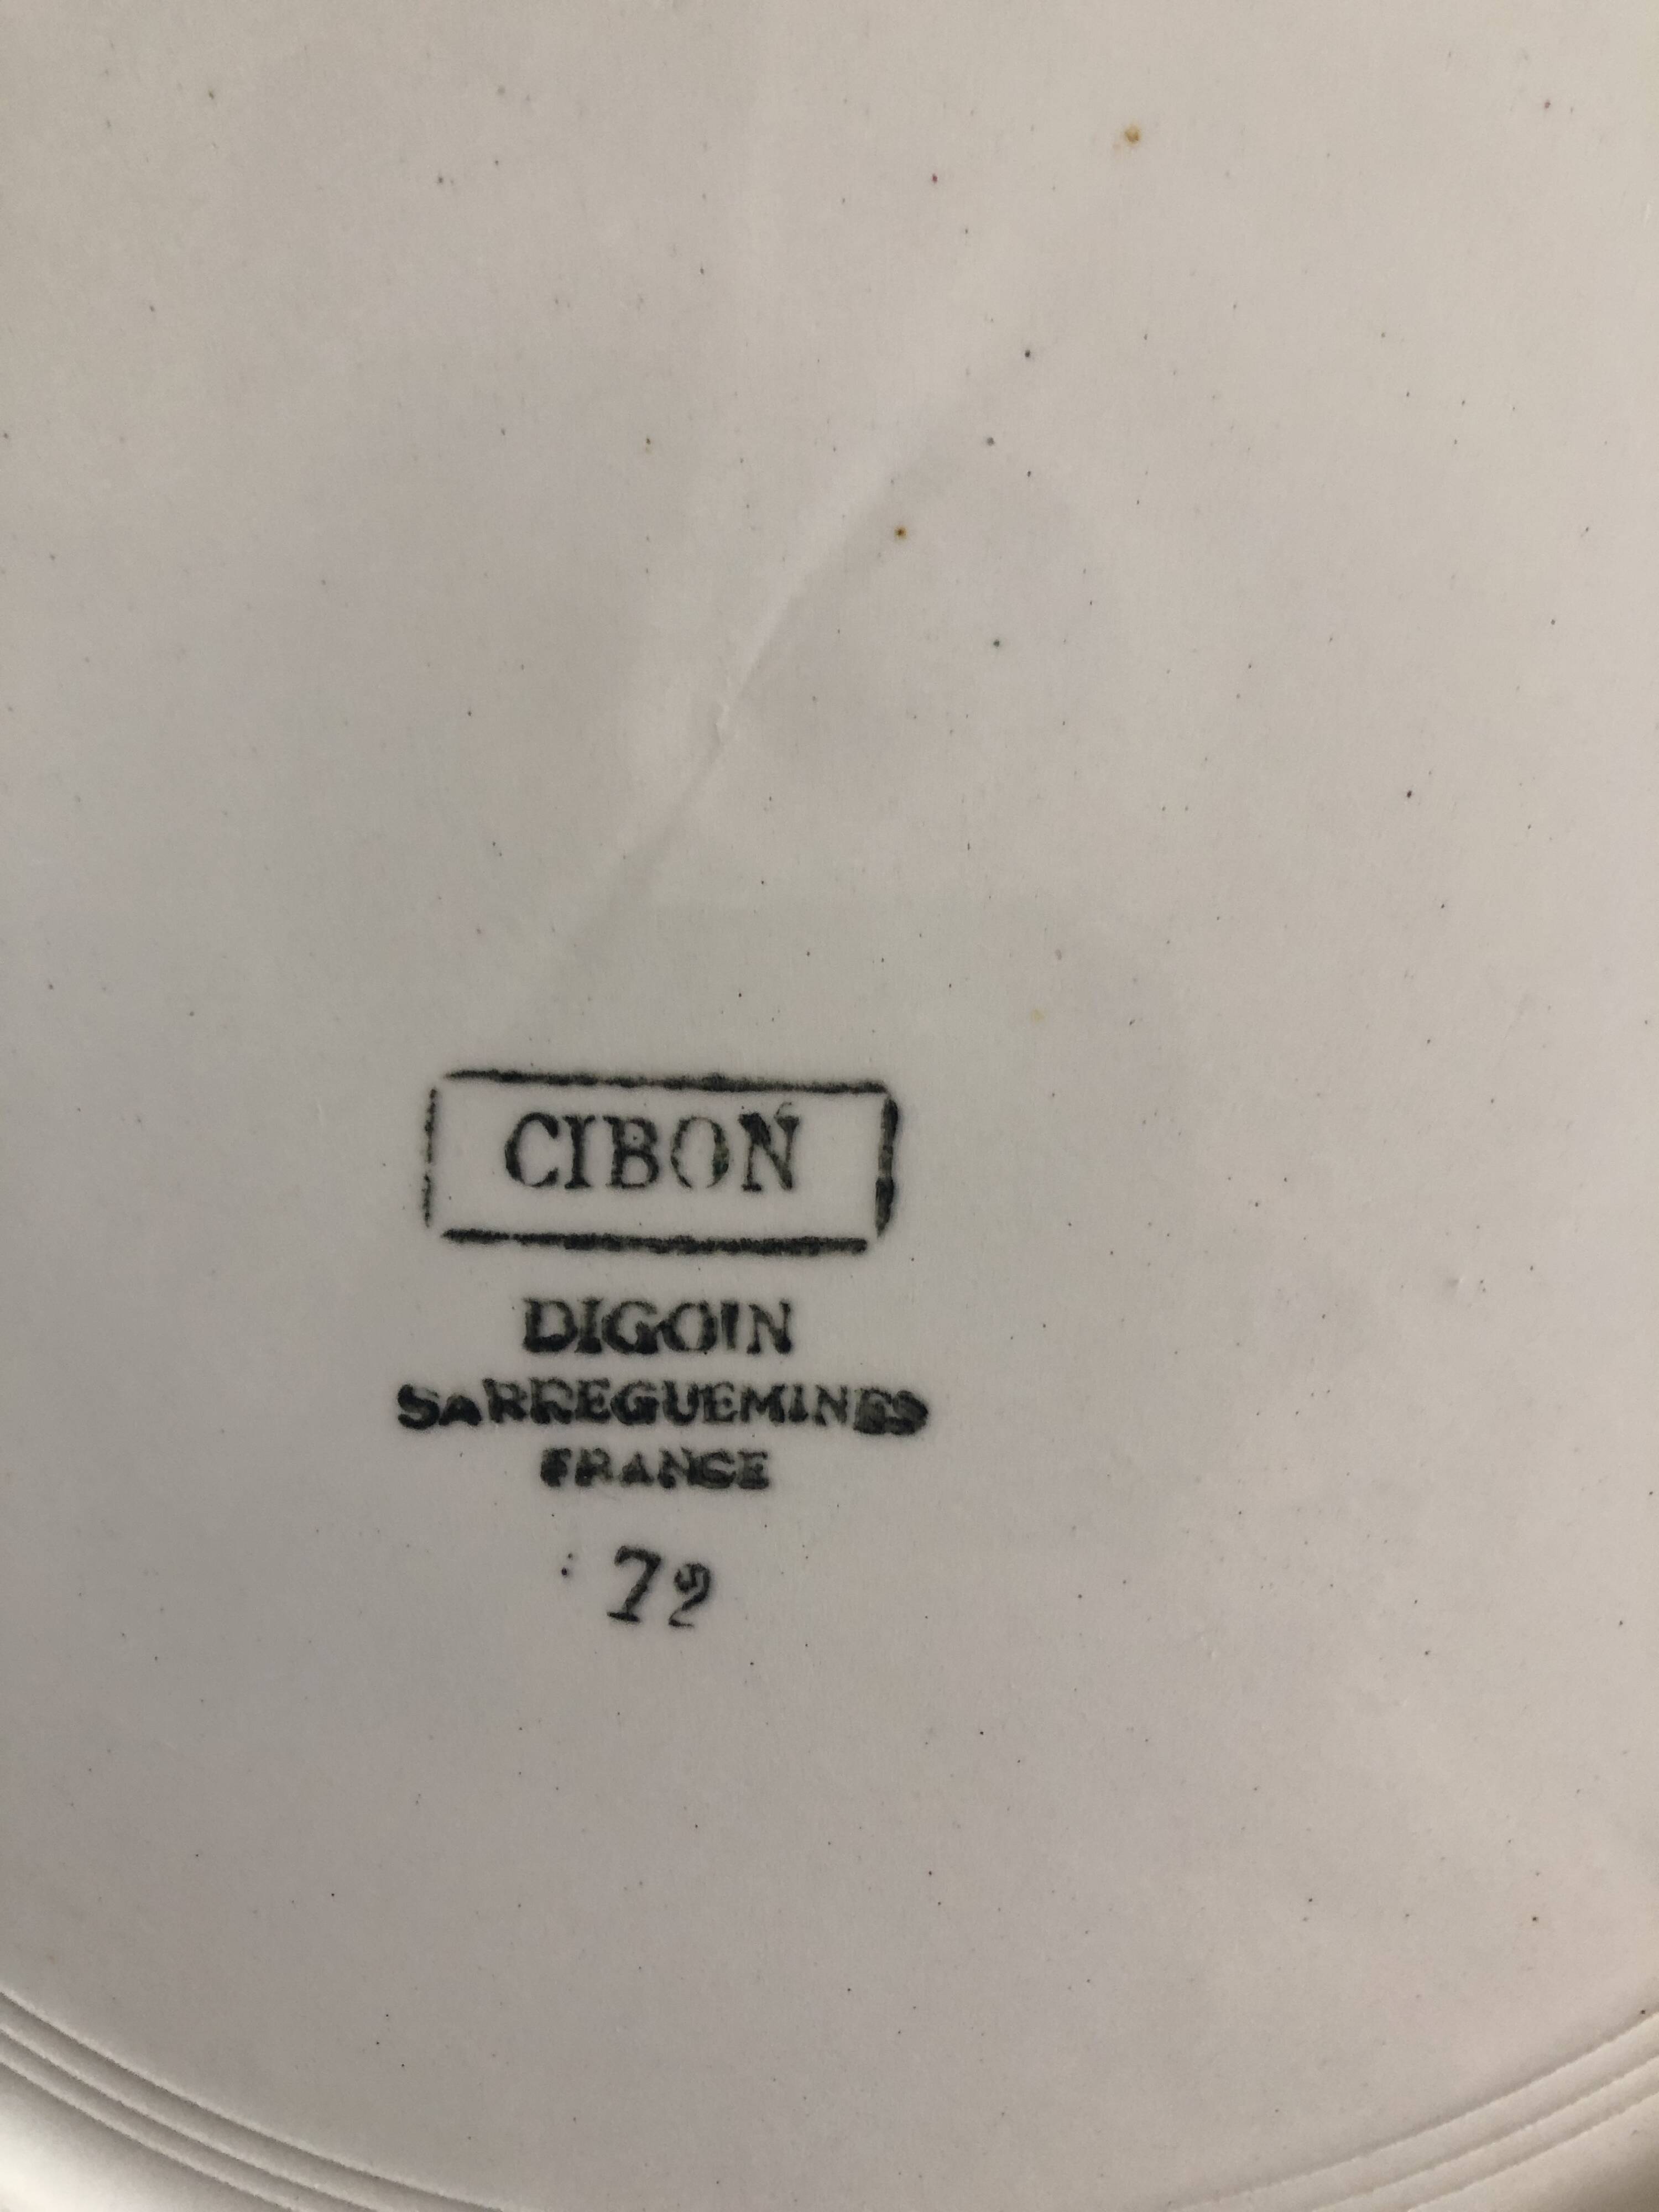 CIBON
DIGOIN
SARREGUEMINES
FRANCE
72